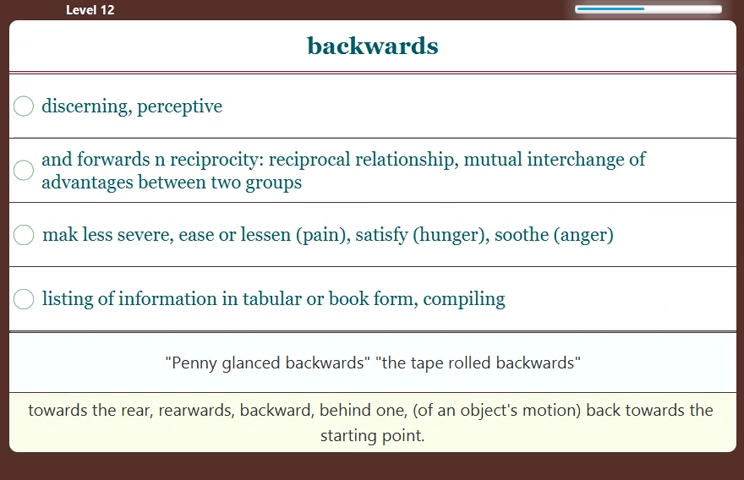 Level 12
backwards
discerning, perceptive
and forwards n reciprocity: reciprocal relationship, mutual interchange of
advantages between two groups
mak less severe, ease or lessen (pain), satisfy (hunger), soothe (anger)
listing of information in tabular or book form, compiling
"Penny glanced backwards" "the tape rolled backwards"
towards the rear, rearwards, backward, behind one, (of an object's motion) back towards the
starting point.